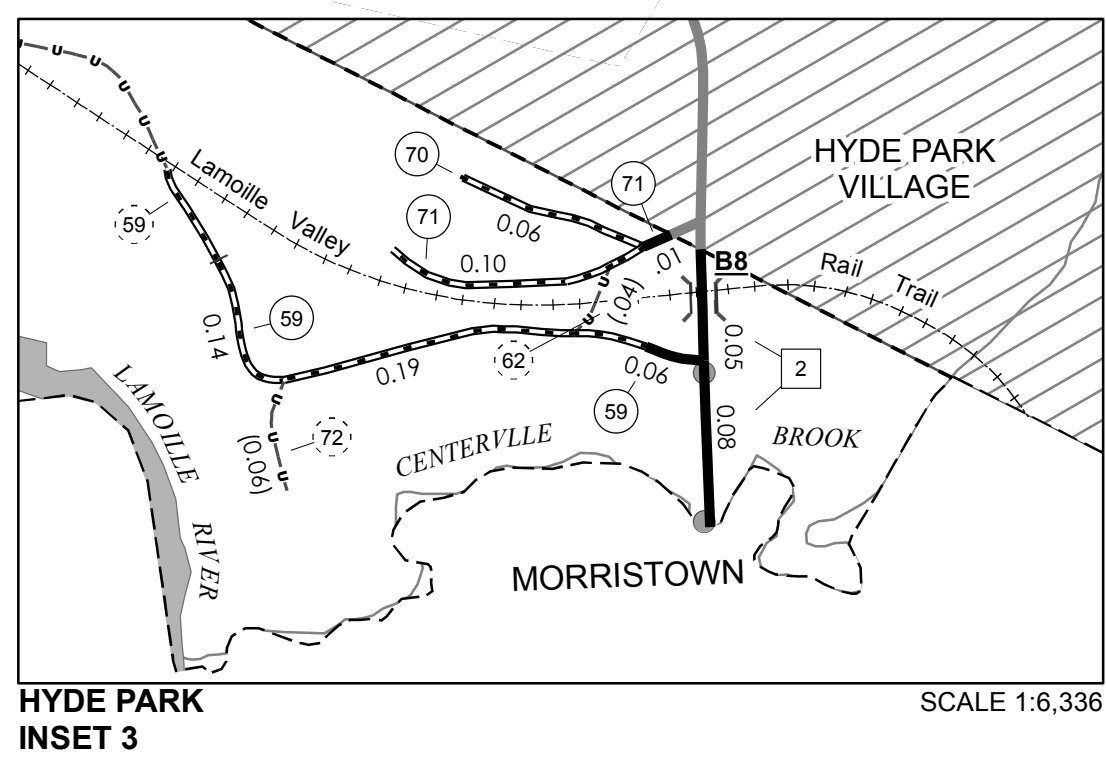 HYDE PARK
VILLAGE
70
71
59
Lamoille Valley
71
0.06
0.10
.01
B8
Rail Trail
(.04)
59
0.14
0.19
62
0.06
0.05
2
59
0.08
72
(0.06)
LAMOILLE
RIVER
CENTERVLLE
BROOK
MORRISTOWN
U U U U U
U U
U U U
HYDE PARK
INSET 3
SCALE 1:6,336